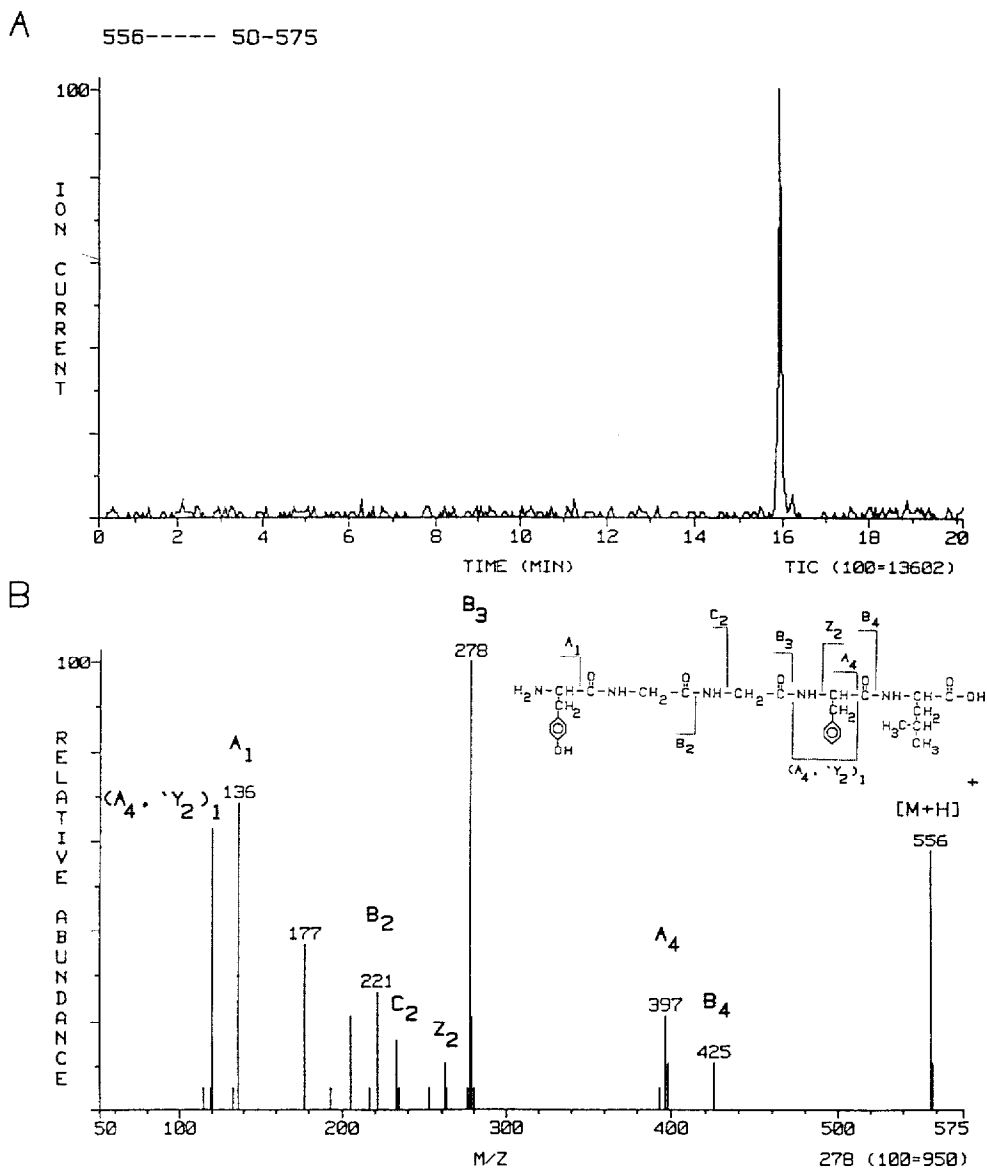 A
556----- 50-575
100
ION CURRENT
0 2 4 6 8 10 12 14 16 18 20
TIME (MIN)
TIC (100=13602)
B
B3
278
100
A1
136
(A4, `Y2)1
177
B2
221
C2
Z2
A4
397
B4
425
[M+H]+
556
RELATIVE ABUNDANCE
C2
Z2
B4
A1
B3
A4
H2N-CH-C-NH-CH2-C-NH-CH2-C-NH-CH-C-NH-CH-C-OH
O O O O O
CH2 CH2 CH2
OH
H3C-CH
CH3
B2
(A4, `Y2)1
50 100 200 300 400 500 575
M/Z
278 (100=950)